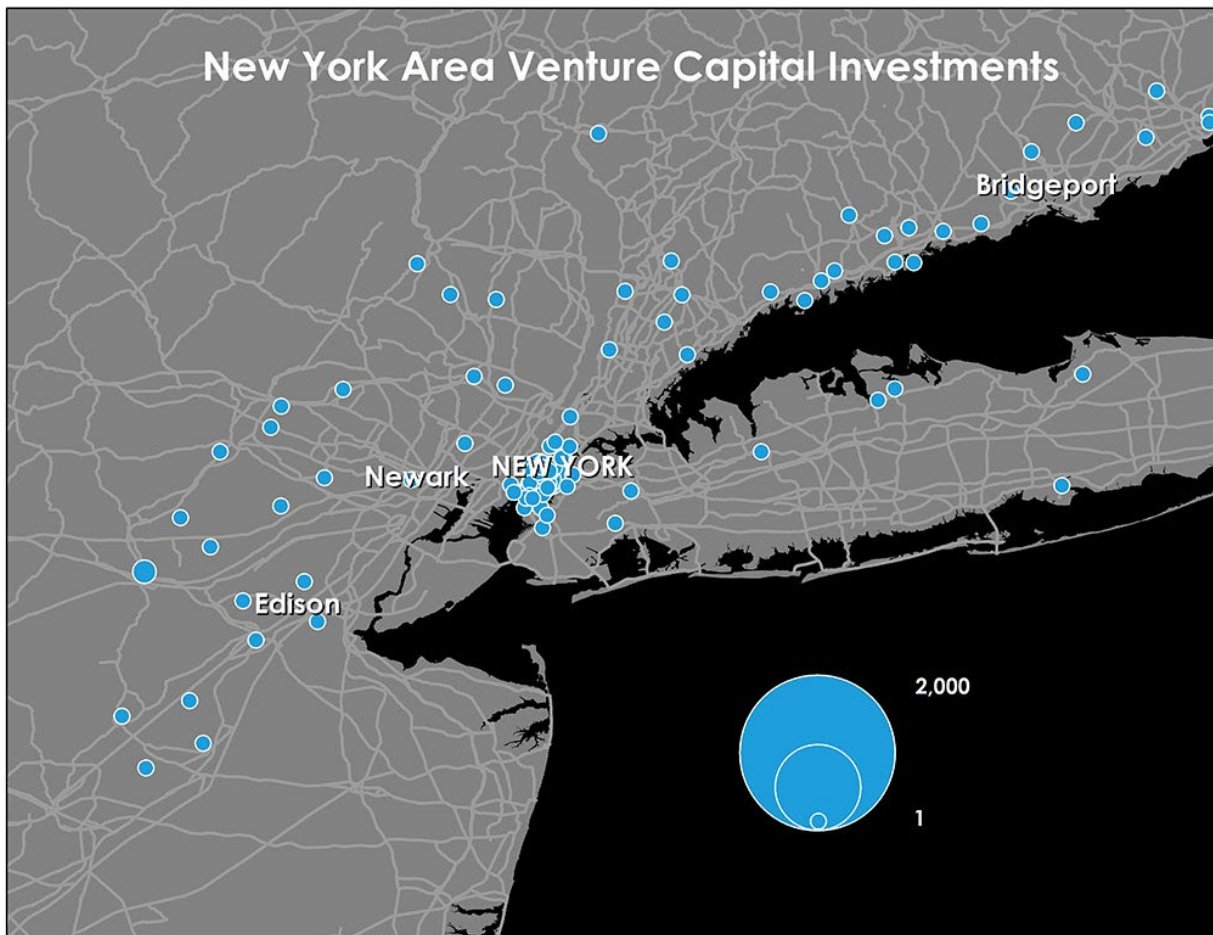 New York Area Venture Capital Investments
Bridgeport
NEW YORK
Newark
Edison
2,000
1